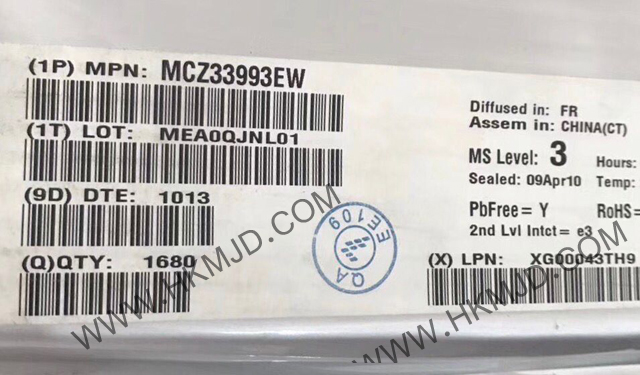 (1P) MPN: MCZ33993EW
(1T) LOT: MEA0QJNL01
(9D) DTE: 1013
(Q)QTY: 1680
Diffused in: FR
Assem in: CHINA(CT)
MS Level: 3 Hours:
Sealed: 09Apr10 Temp:
PbFree= Y RoHS=
2nd Lvl Intct= e3
(X) LPN: XG00043TH9
EE109
QA
WWW.HKMJD.COM
WWW.HKMJD.COM